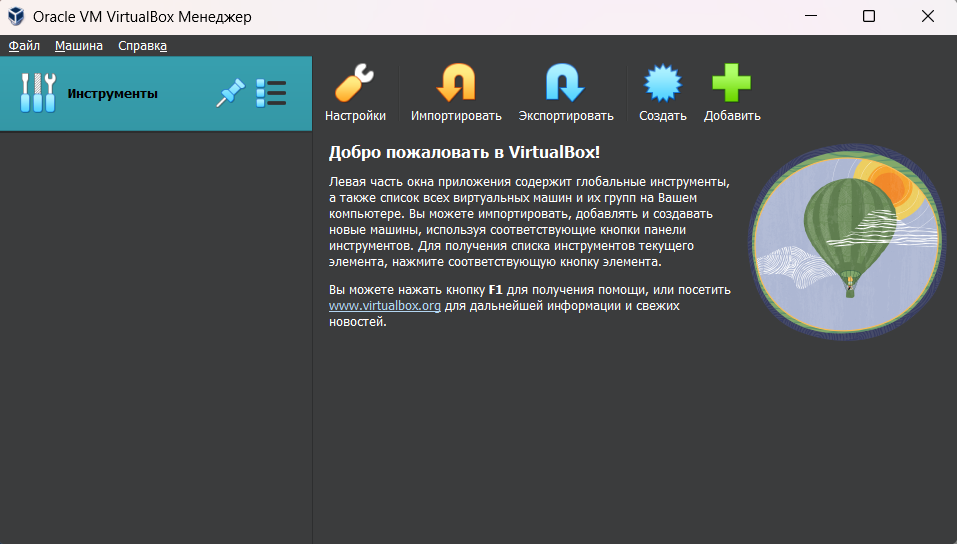 Oracle VM VirtualBox Менеджер
Файл Машина Справка
Инструменты
Настройки Импортировать Экспортировать Создать Добавить
Добро пожаловать в VirtualBox!
Левая часть окна приложения содержит глобальные инструменты,
а также список всех виртуальных машин и их групп на Вашем
компьютере. Вы можете импортировать, добавлять и создавать
новые машины, используя соответствующие кнопки панели
инструментов. Для получения списка инструментов текущего
элемента, нажмите соответствующую кнопку элемента.
Вы можете нажать кнопку F1 для получения помощи, или посетить
www.virtualbox.org для дальнейшей информации и свежих
новостей.